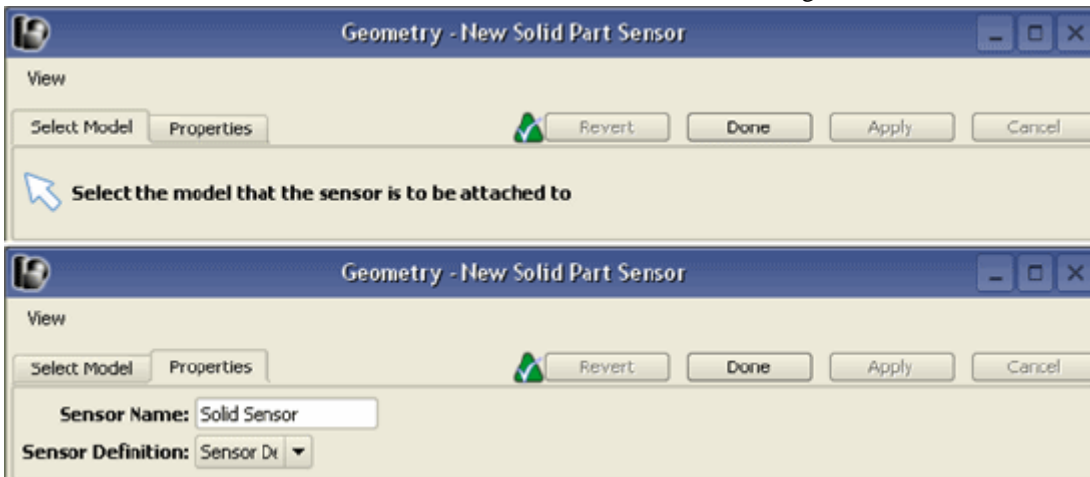 Geometry - New Solid Part Sensor
View
Select Model Properties Revert Done Apply Cancel
Select the model that the sensor is to be attached to
Geometry - New Solid Part Sensor
View
Select Model Properties Revert Done Apply Cancel
Sensor Name: Solid Sensor
Sensor Definition: Sensor De